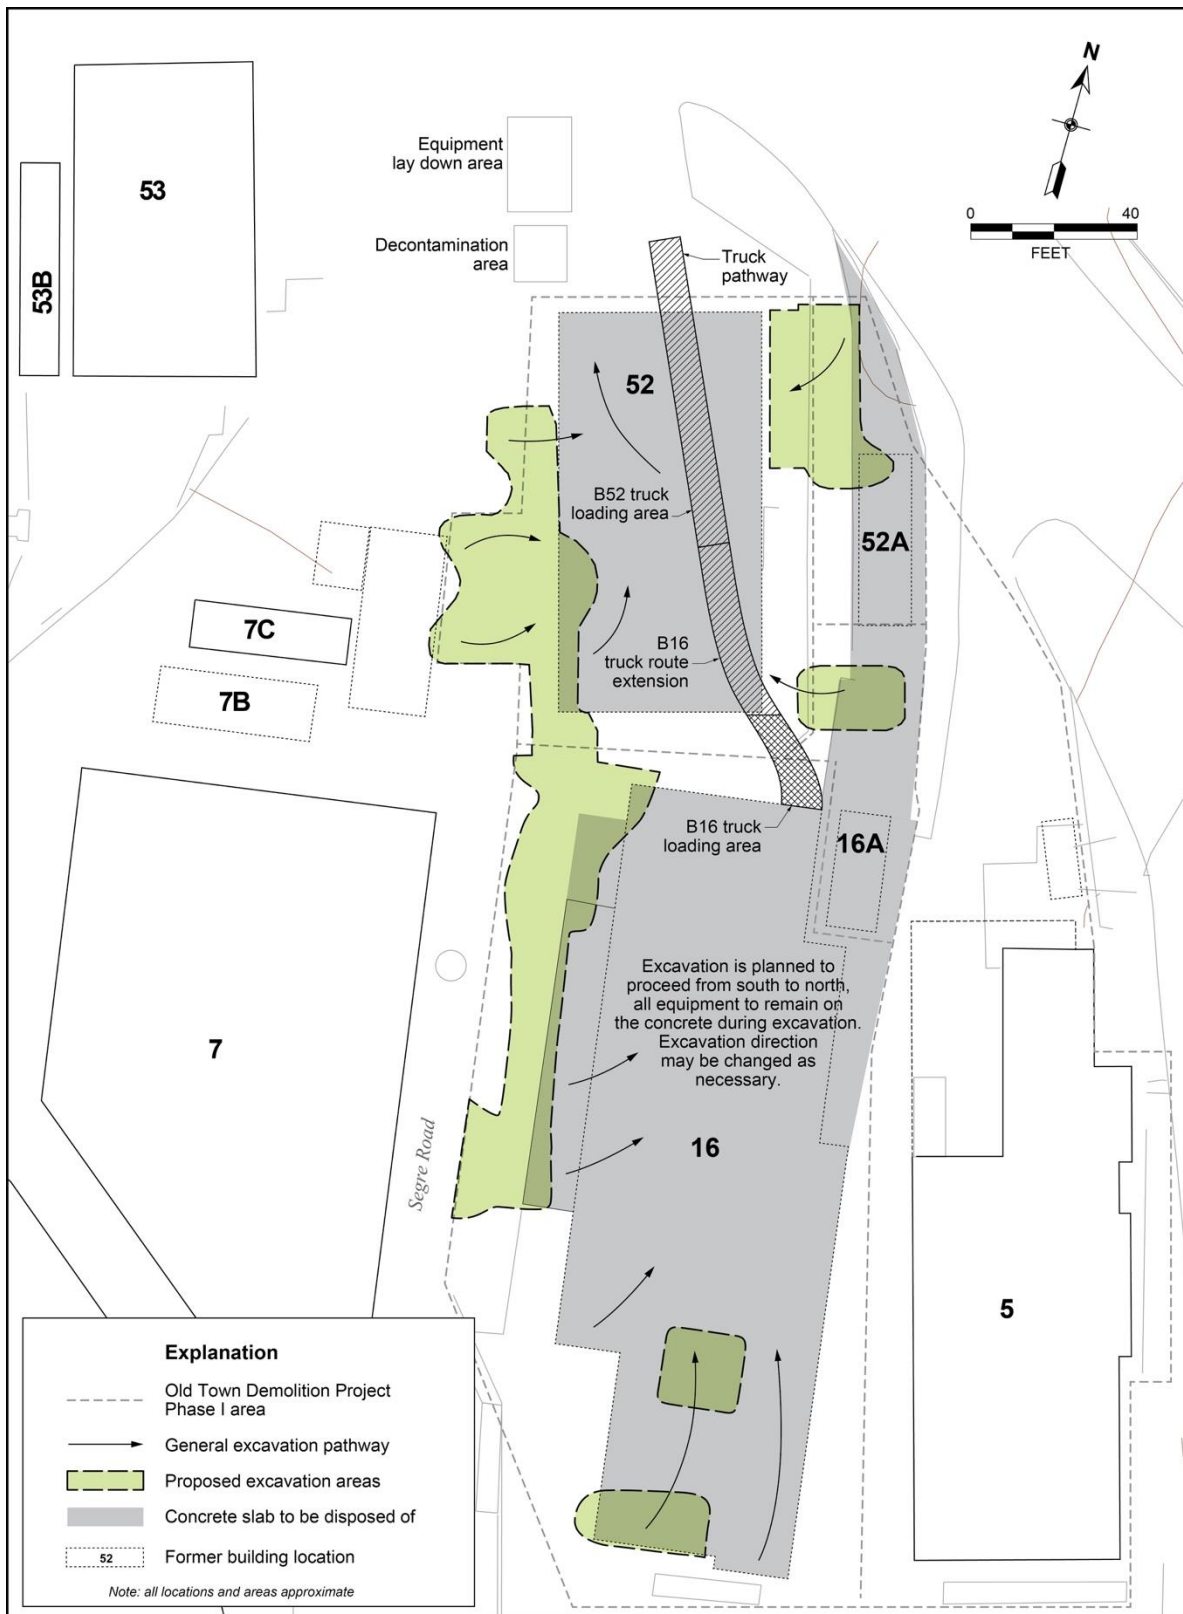 N
0 40
FEET
Equipment
lay down area
Decontamination
area
Truck
pathway
53
53B
52
B52 truck
loading area
52A
7C
B16
truck route
extension
7B
B16 truck
loading area
16A
Excavation is planned to
proceed from south to north,
all equipment to remain on
the concrete during excavation.
Excavation direction
may be changed as
necessary.
7
Segre Road
16
5
Explanation
Old Town Demolition Project
Phase I area
General excavation pathway
Proposed excavation areas
Concrete slab to be disposed of
52 Former building location
Note: all locations and areas approximate